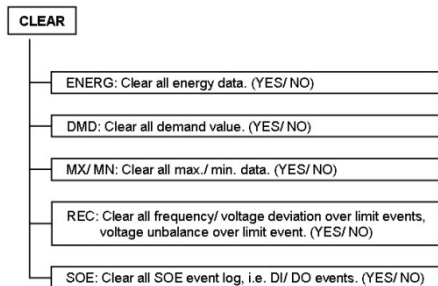 CLEAR
ENERG: Clear all energy data. (YES/ NO)
DMD: Clear all demand value. (YES/ NO)
MX/ MN: Clear all max./ min. data. (YES/ NO)
REC: Clear all frequency/ voltage deviation over limit events,
voltage unbalance over limit event. (YES/ NO)
SOE: Clear all SOE event log, i.e. DI/ DO events. (YES/ NO)